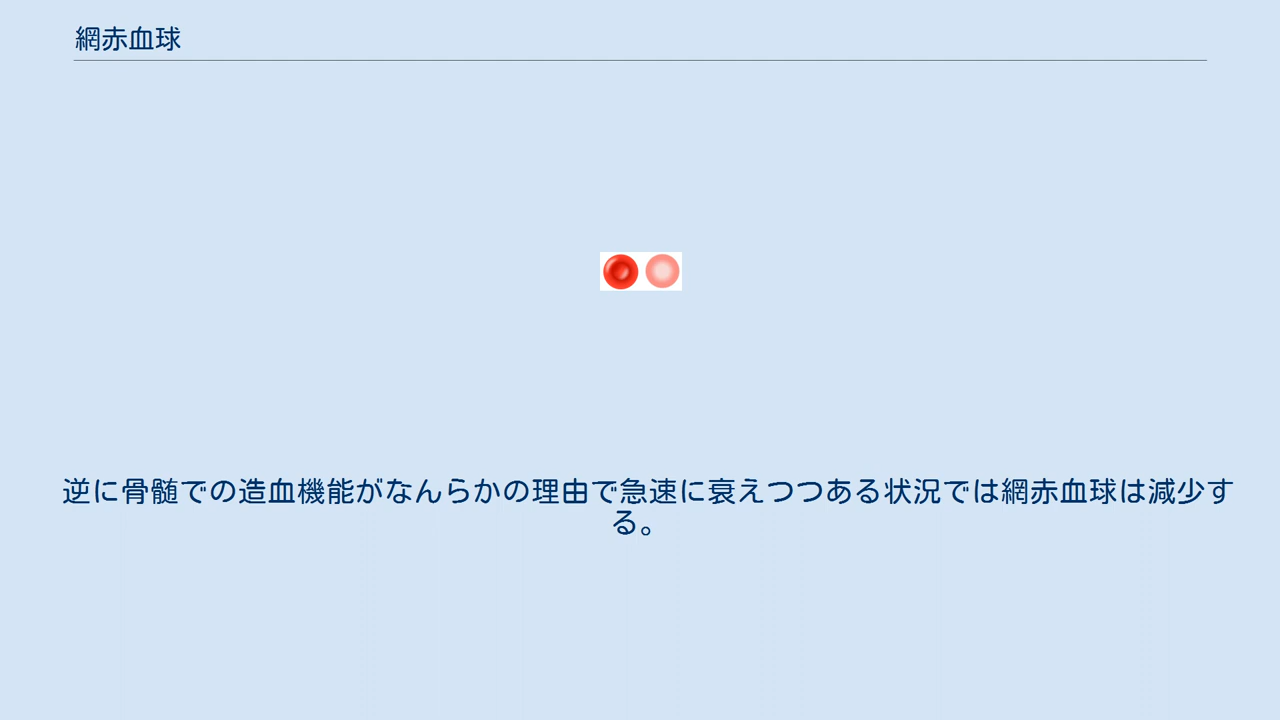 網赤血球
逆に骨髄での造血機能がなんらかの理由で急速に衰えつつある状況では網赤血球は減少す
る。